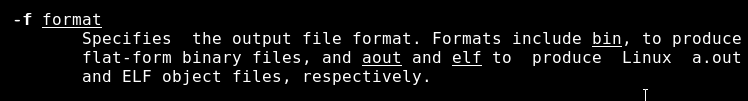 -f format
Specifies the output file format. Formats include bin, to produce
flat-form binary files, and aout and elf to produce Linux a.out
and ELF object files, respectively.